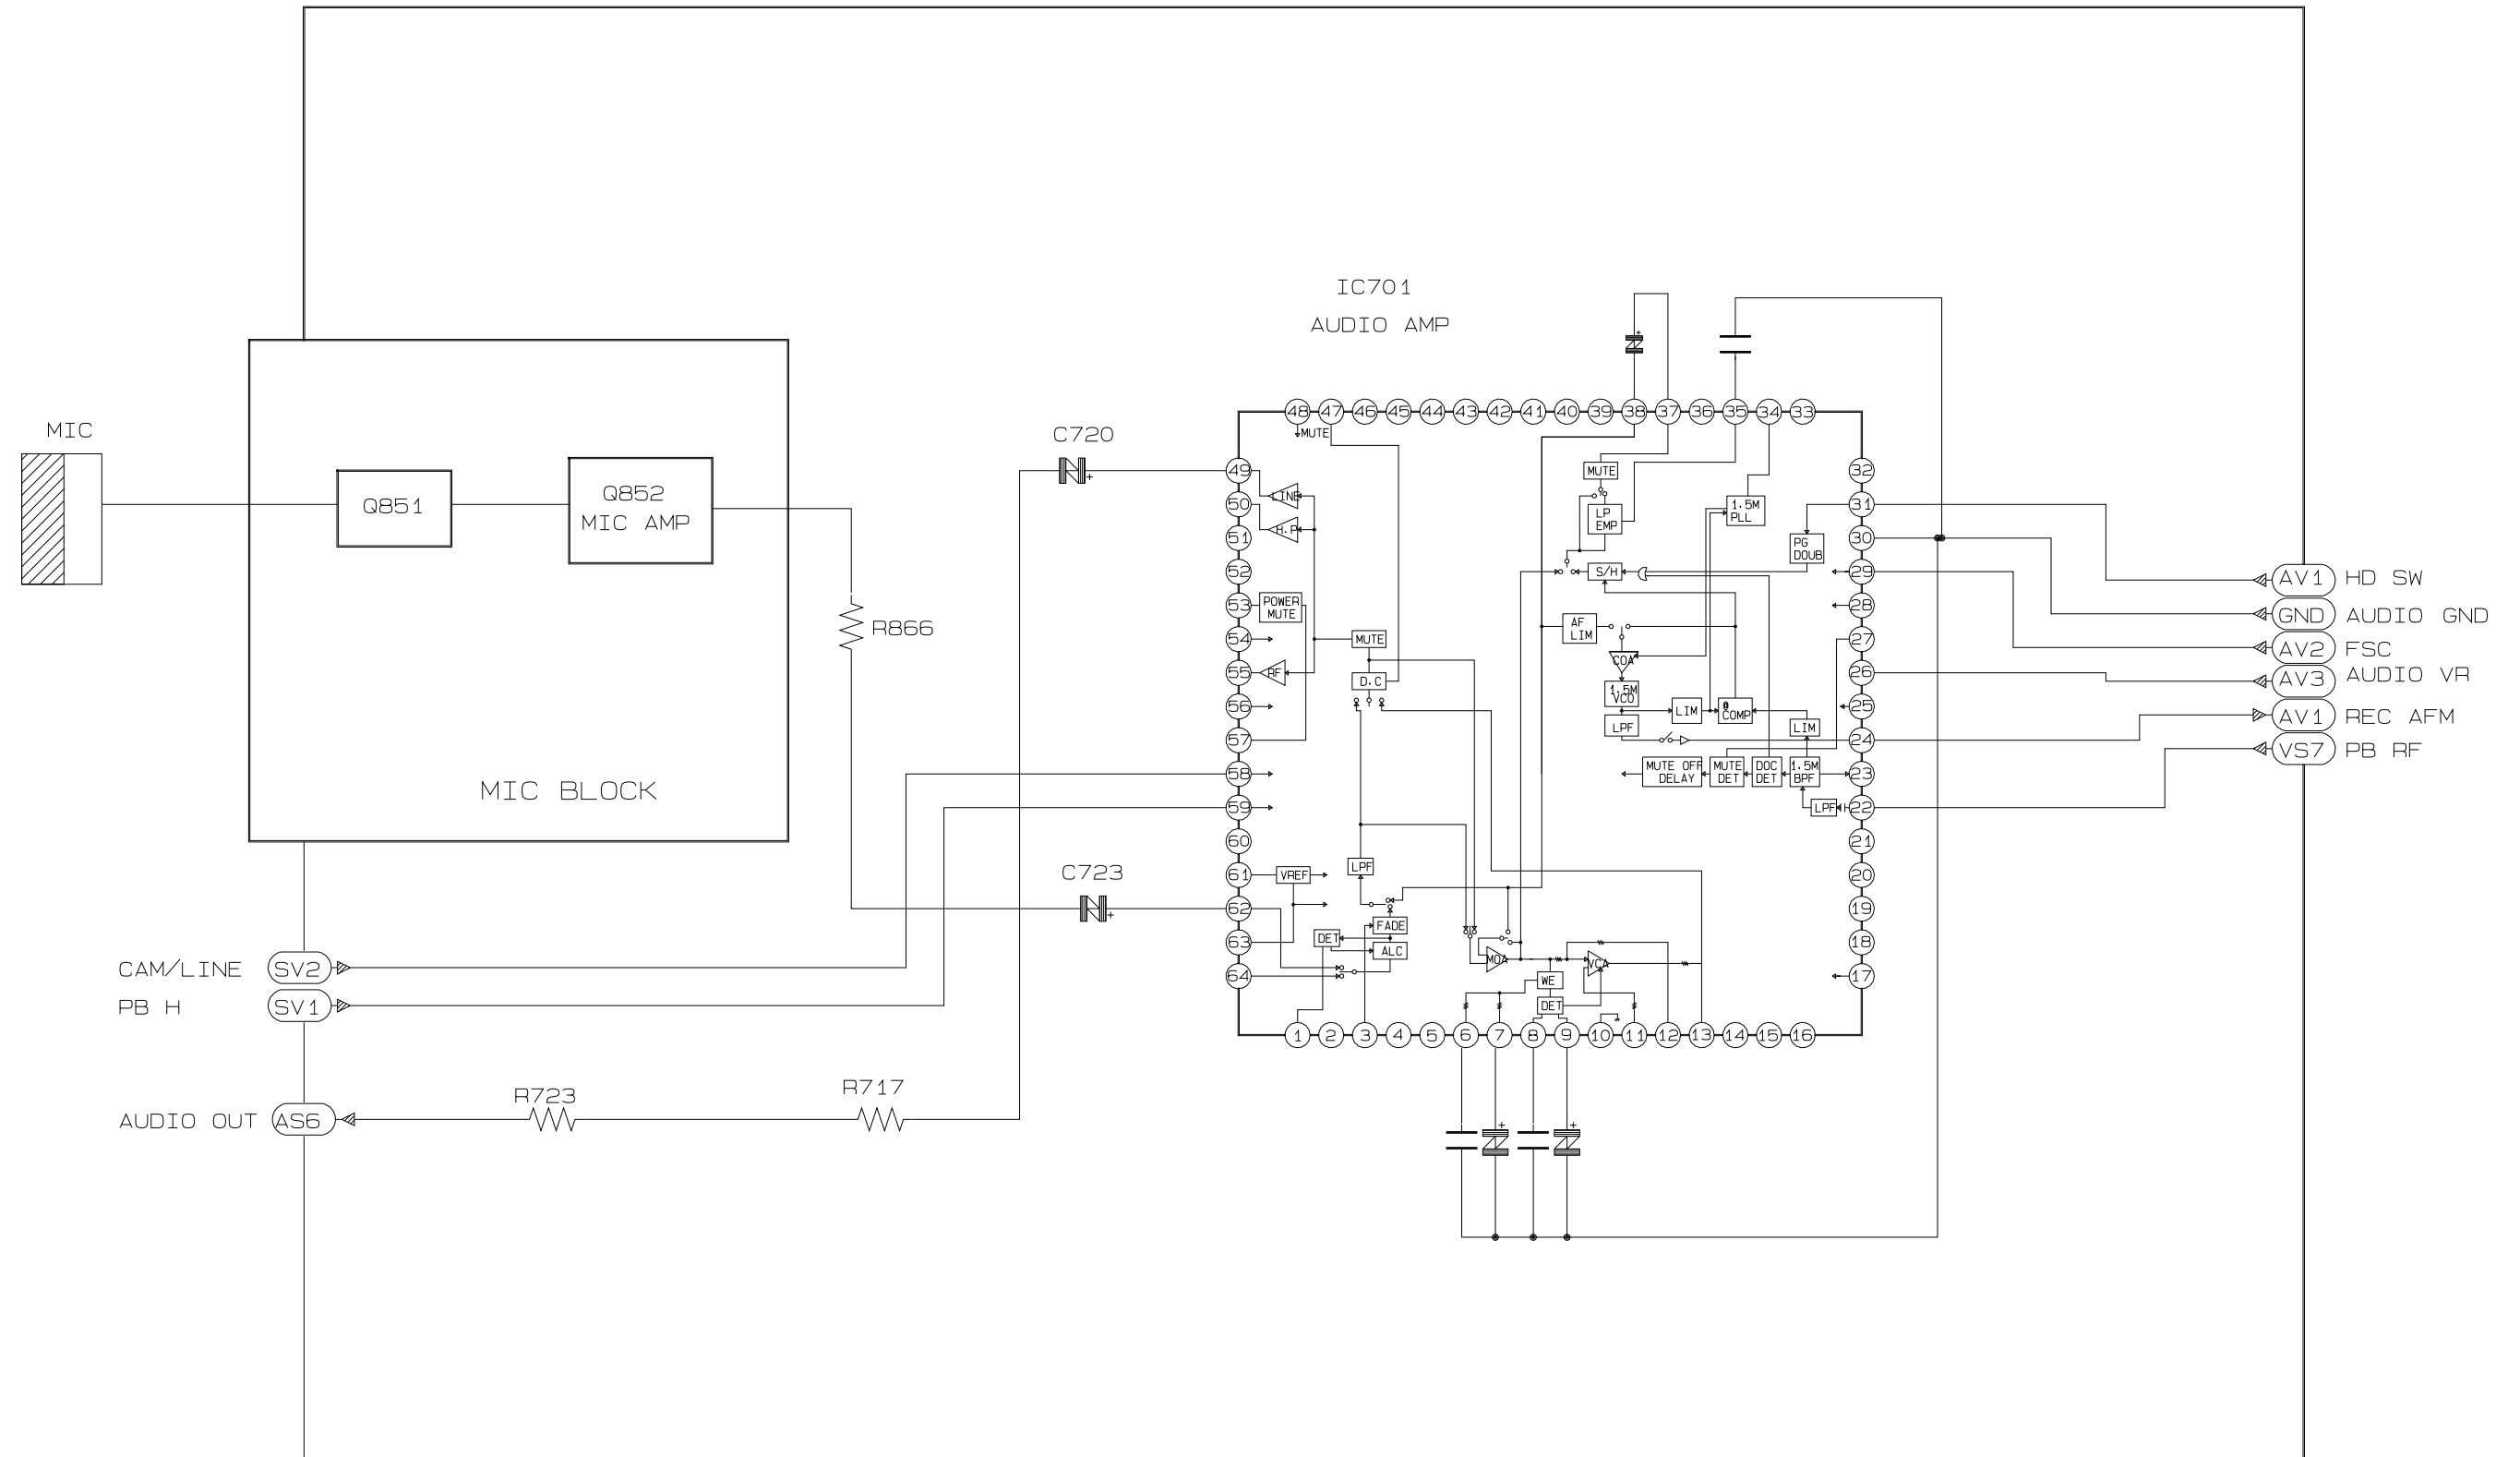 IC701
AUDIO AMP
48 47 46 45 44 43 42 41 40 39 38 37 36 35 34 33
MUTE
MIC
C720
Q851
Q852
MIC AMP
R866
MIC BLOCK
C723
CAM/LINE SV2
PB H SV1
AUDIO OUT AS6
R723
R717
49
50
51
52
53
54
55
56
57
58
59
60
61
62
63
64
LINE
H.P
POWER
MUTE
RF
MUTE
D.C
VREF
LPF
FADE
DET
ALC
MOA
VCA
WE
DET
MUTE
LP
EMP
S/H
1.5M
PLL
PG
DOUB
AF
LIM
COA
1.5M
VCO
LPF
LIM
COMP
LIM
MUTE OFF
DELAY
MUTE
DET
DOC
DET
1.5M
BPF
LPF
32
31
30
29
28
27
26
25
24
23
22
21
20
19
18
17
1 2 3 4 5 6 7 8 9 10 11 12 13 14 15 16
AV1 HD SW
GND AUDIO GND
AV2 FSC
AV3 AUDIO VR
AV1 REC AFM
VS7 PB RF